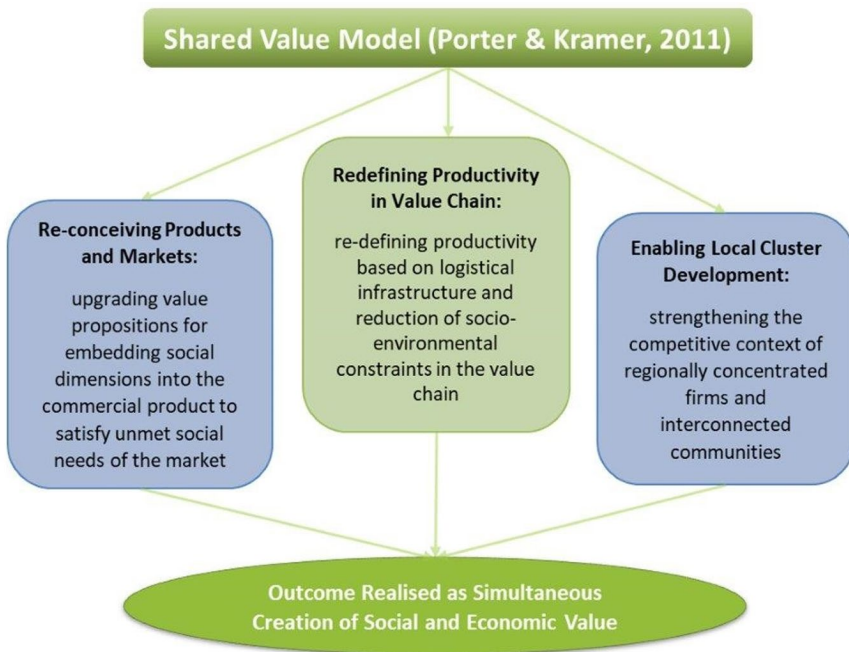 Shared Value Model (Porter & Kramer, 2011)
Re-conceiving Products
and Markets:
upgrading value
propositions for
embedding social
dimensions into the
commercial product to
satisfy unmet social
needs of the market
Redefining Productivity
in Value Chain:
re-defining productivity
based on logistical
infrastructure and
reduction of socio-
environmental
constraints in the value
chain
Enabling Local Cluster
Development:
strengthening the
competitive context of
regionally concentrated
firms and
interconnected
communities
Outcome Realised as Simultaneous
Creation of Social and Economic Value